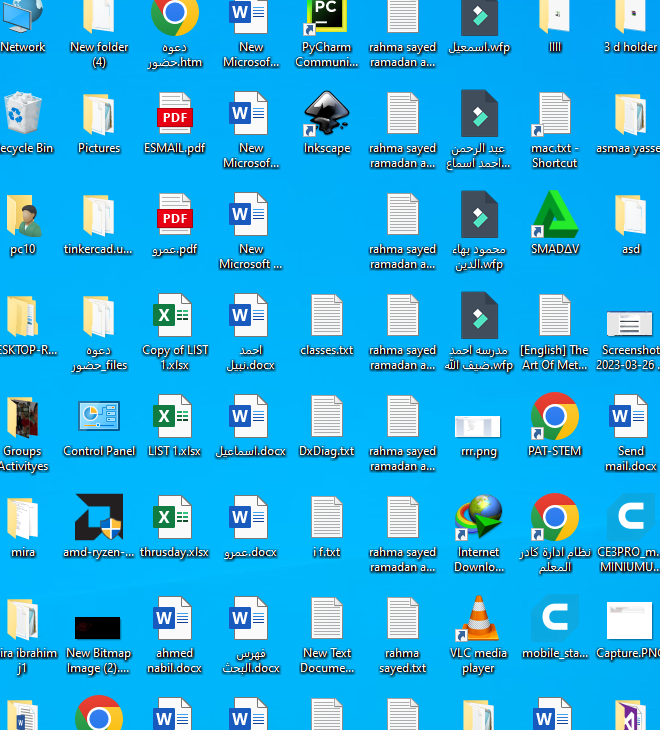 Network
New folder
(4)
دعوه
حضور.htm
New
Microsof...
PyCharm
Communi...
rahma sayed
ramadan a...
اسمعيل.wfp
llll
3 d holder
ecycle Bin
Pictures
PDF
ESMAIL.pdf
New
Microsof...
Inkscape
rahma sayed
ramadan a...
عبد الرحمن
احمد اسماع...
mac.txt -
Shortcut
asmaa yasse
pc10
tinkercad.u...
PDF
عمرو.pdf
New
Microsoft ...
rahma sayed
ramadan a...
محمود بهاء
الدين.wfp
SMADΔV
asd
ESKTOP-R...
دعوه
حضور_files
Copy of LIST
1.xlsx
احمد
نبيل.docx
classes.txt
rahma sayed
ramadan a...
مدرسه احمد
ضيف الله.wfp
[English] The
Art Of Met...
Screenshot
2023-03-26 .
Groups
Activityes
Control Panel
LIST 1.xlsx
اسماعيل.docx
DxDiag.txt
rahma sayed
ramadan a...
rrr.png
PAT-STEM
Send
mail.docx
mira
amd-ryzen-...
thrusday.xlsx
عمرو.docx
i f.txt
rahma sayed
ramadan a...
Internet
Downlo...
نظام ادارة كادر
المعلم
CE3PRO_m.
MINIUMU..
ira ibrahim
j1
New Bitmap
Image (2)....
ahmed
nabil.docx
فهرس
البحث.docx
New Text
Docume...
rahma
sayed.txt
VLC media
player
mobile_sta...
Capture.PNG